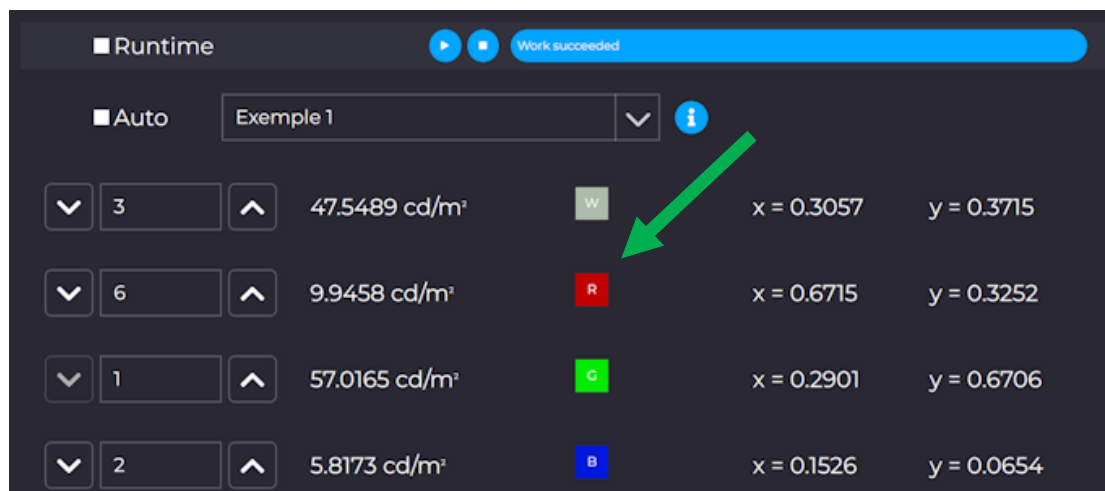 Runtime Work succeeded
Auto Exemple 1 i
3 47.5489 cd/m² W x = 0.3057 y = 0.3715
6 9.9458 cd/m² R x = 0.6715 y = 0.3252
1 57.0165 cd/m² G x = 0.2901 y = 0.6706
2 5.8173 cd/m² B x = 0.1526 y = 0.0654